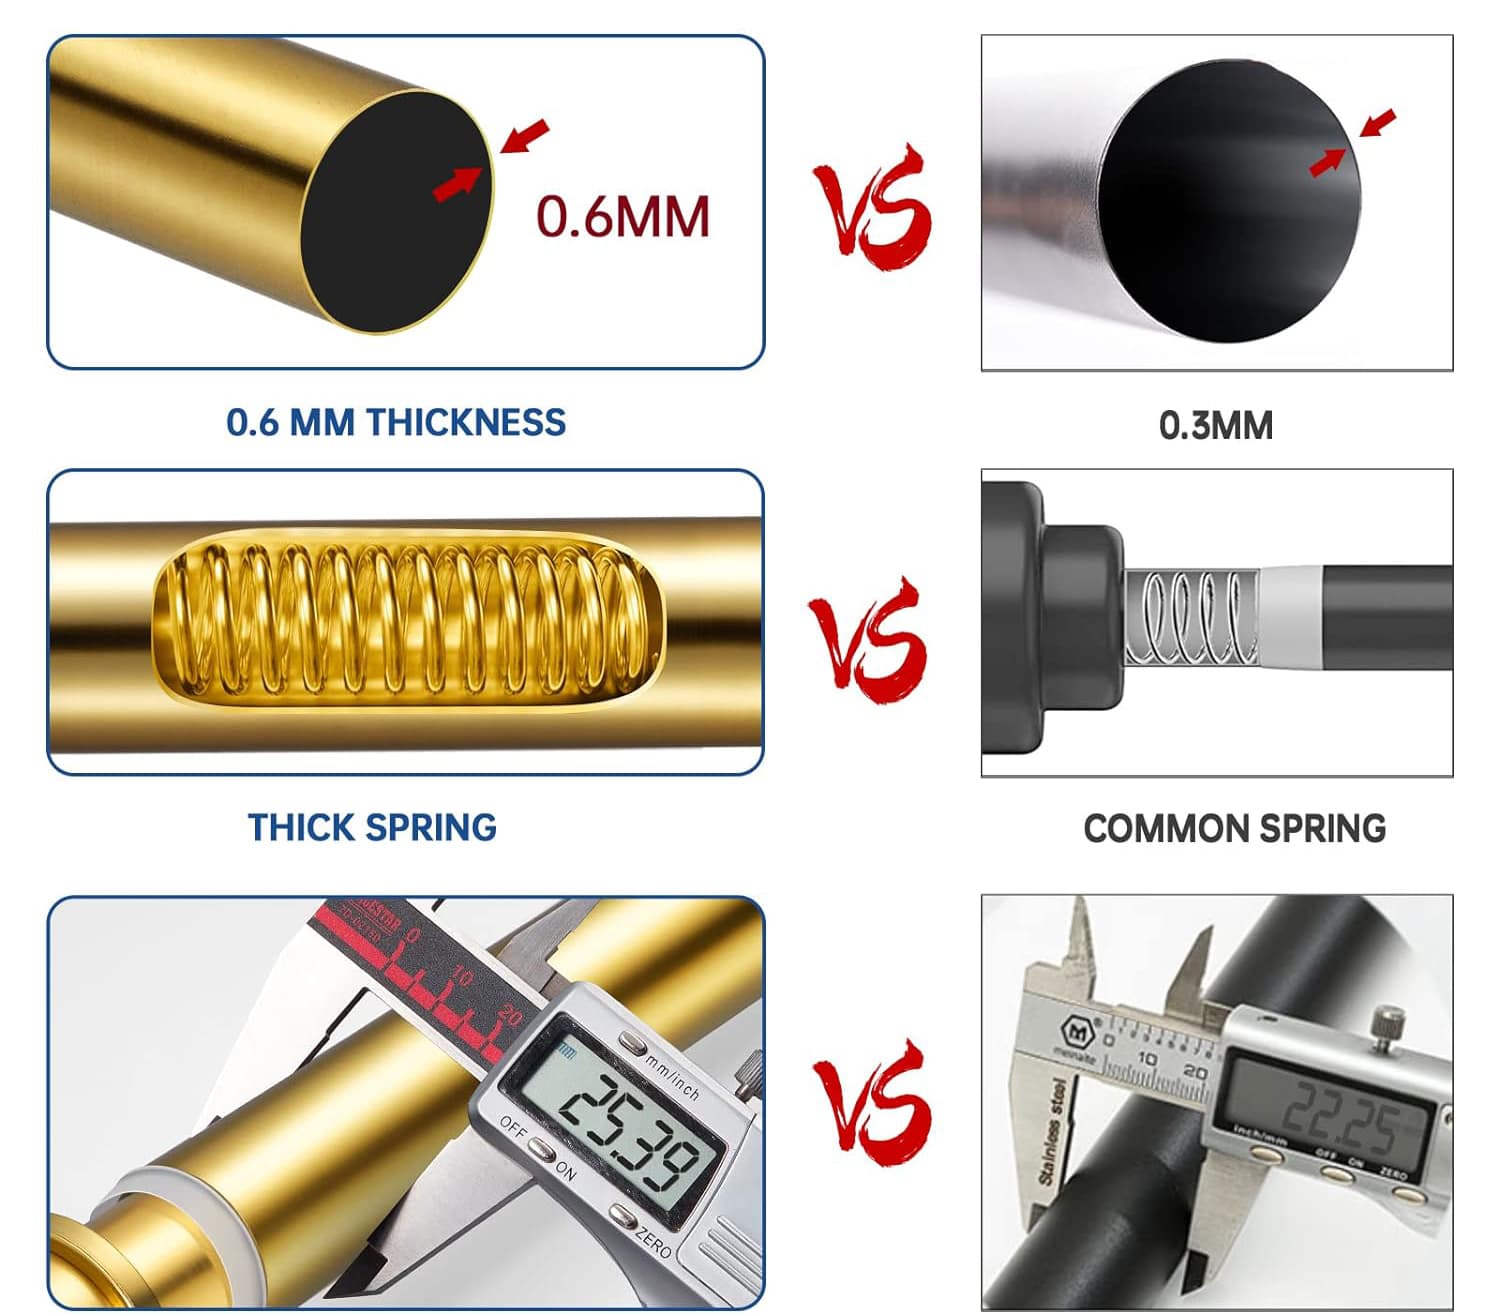 0.6MM
VS
0.6 MM THICKNESS
0.3MM
VS
THICK SPRING
COMMON SPRING
0
10
20
mm/inch
mm
25.39
OFF
ON
ZERO
VS
meinaite
0
10
20
Stainless steel
22.25
inch/mm
OFF
ON
ZERO